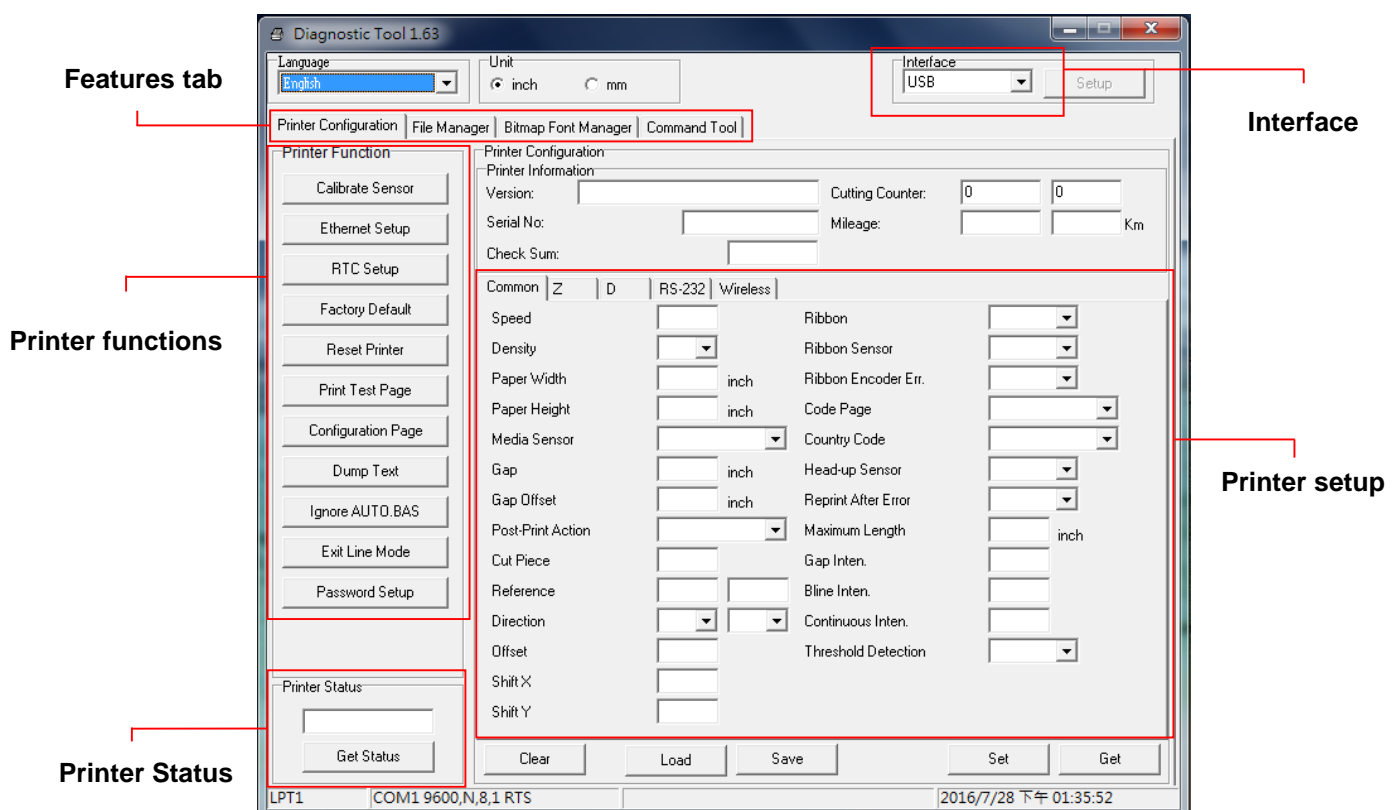 Diagnostic Tool 1.63
Language
English
Unit
inch
mm
Interface
USB
Setup
Features tab
Interface
Printer Configuration File Manager Bitmap Font Manager Command Tool
Printer Function
Calibrate Sensor
Ethernet Setup
RTC Setup
Factory Default
Reset Printer
Print Test Page
Configuration Page
Dump Text
Ignore AUTO.BAS
Exit Line Mode
Password Setup
Printer functions
Printer Configuration
Printer Information
Version:
Cutting Counter: 0 0
Serial No:
Mileage: Km
Check Sum:
Common Z D RS-232 Wireless
Speed
Density
Paper Width inch
Paper Height inch
Media Sensor
Gap inch
Gap Offset inch
Post-Print Action
Cut Piece
Reference
Direction
Offset
Shift X
Shift Y
Ribbon
Ribbon Sensor
Ribbon Encoder Err.
Code Page
Country Code
Head-up Sensor
Reprint After Error
Maximum Length inch
Gap Inten.
Bline Inten.
Continuous Inten.
Threshold Detection
Printer setup
Printer Status
Get Status
Printer Status
Clear Load Save Set Get
LPT1 COM1 9600,N,8,1 RTS 2016/7/28 下午 01:35:52